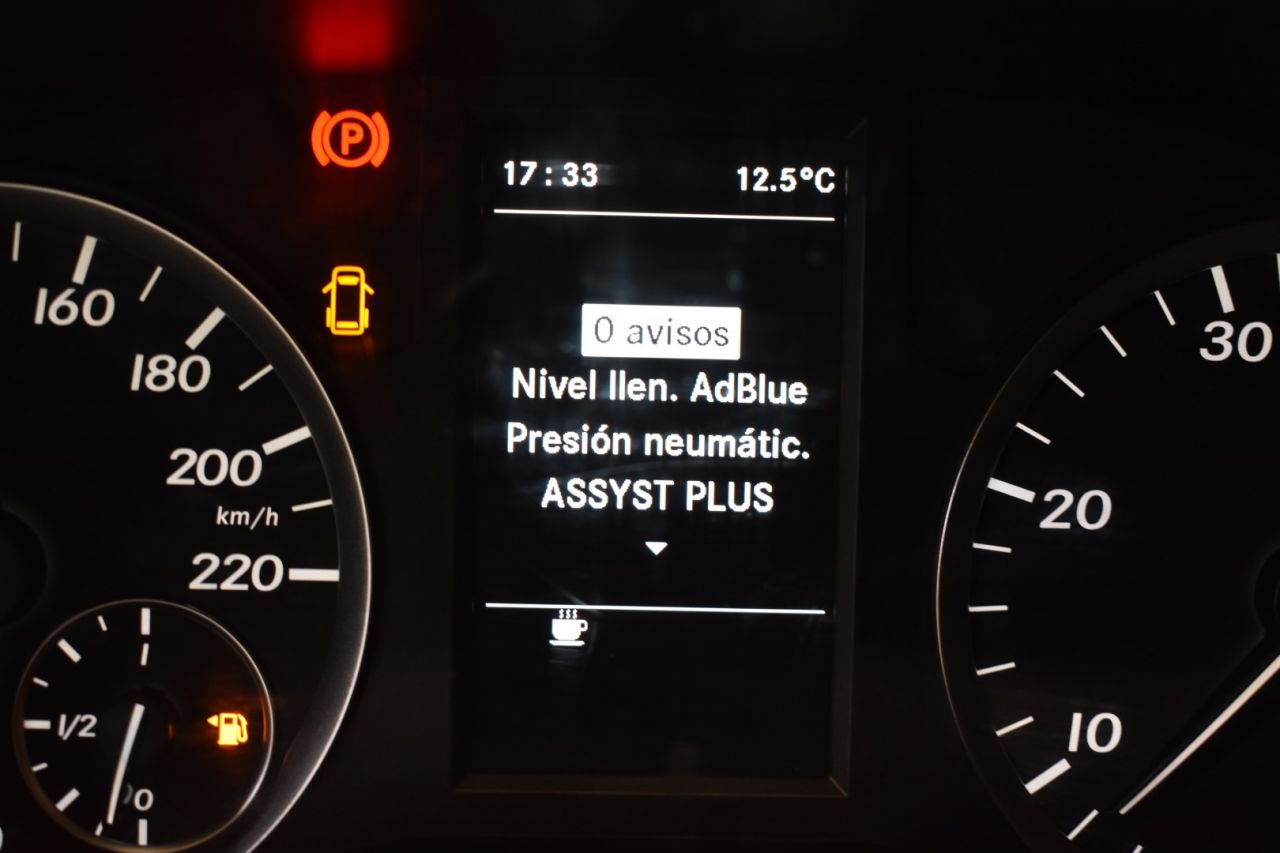 P
17:33 12.5°C
0 avisos
Nivel llen. AdBlue
Presión neumátic.
ASSYST PLUS
160
180
200
km/h
220
1/2
0
30
20
10